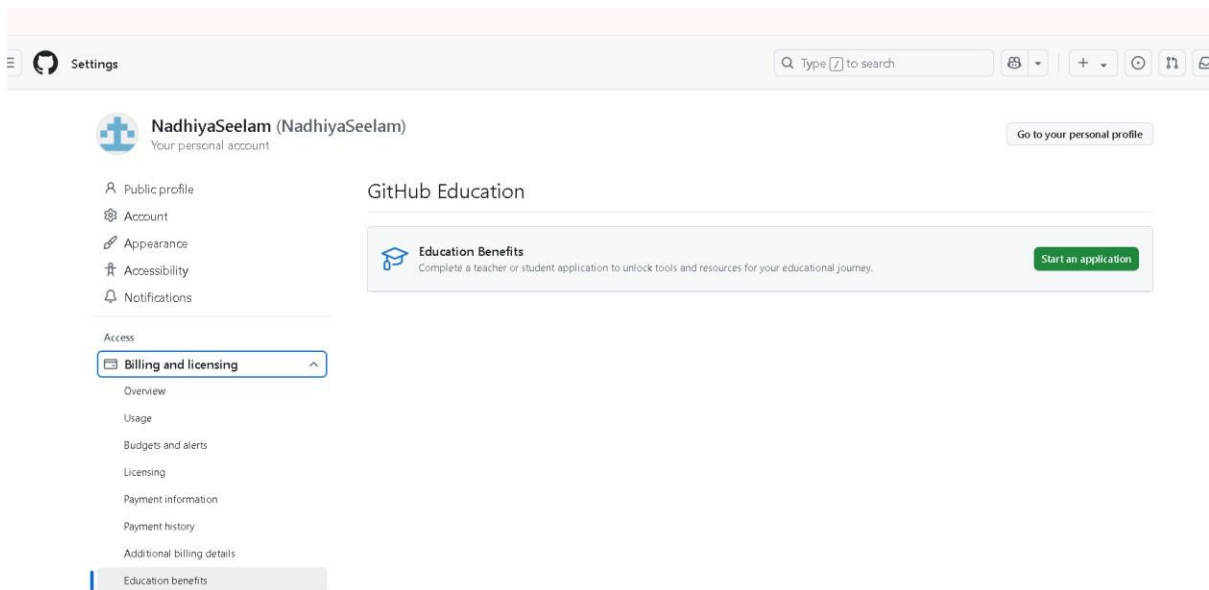 Settings
Type / to search
NadhiyaSeelam (NadhiyaSeelam)
Your personal account
Go to your personal profile
Public profile
Account
Appearance
Accessibility
Notifications
Access
Billing and licensing
Overview
Usage
Budgets and alerts
Licensing
Payment information
Payment history
Additional billing details
Education benefits
GitHub Education
Education Benefits
Complete a teacher or student application to unlock tools and resources for your educational journey.
Start an application